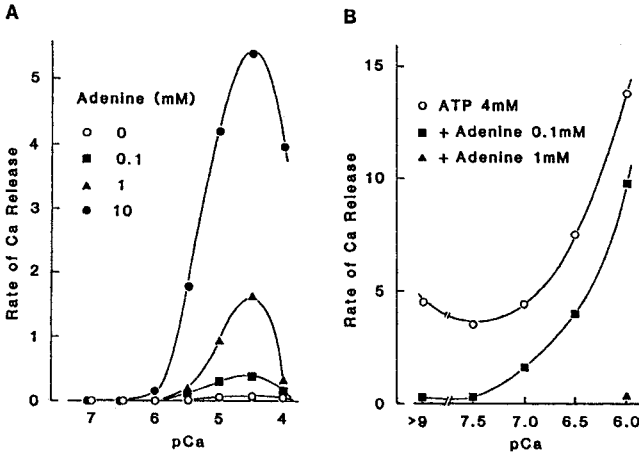 A
Rate of Ca Release
5
4
3
2
1
0
Adenine (mM)
0
0.1
1
10
7
6
5
4
pCa
B
Rate of Ca Release
15
10
5
0
ATP 4mM
+ Adenine 0.1mM
+ Adenine 1mM
>9
7.5
7.0
6.5
6.0
pCa